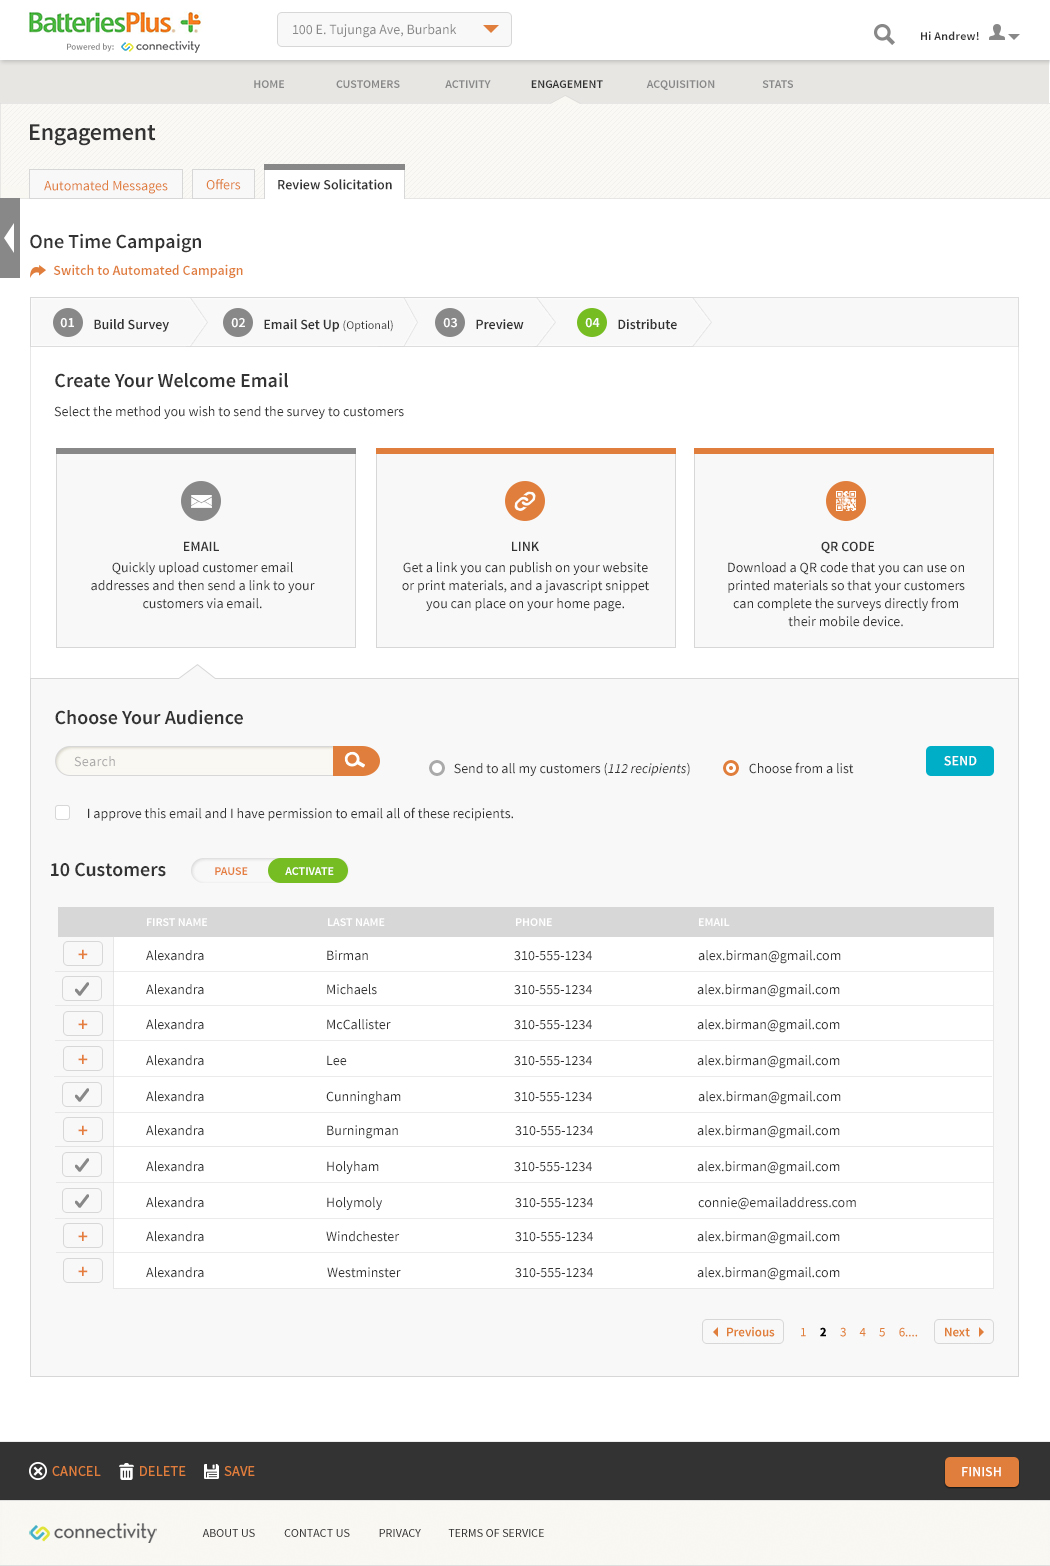 BatteriesPlus.
Powered by: connectivity
100 E. Tujunga Ave, Burbank
Hi Andrew!
HOME CUSTOMERS ACTIVITY ENGAGEMENT ACQUISITION STATS
Engagement
Automated Messages Offers Review Solicitation
One Time Campaign
Switch to Automated Campaign
01 Build Survey 02 Email Set Up (Optional) 03 Preview 04 Distribute
Create Your Welcome Email
Select the method you wish to send the survey to customers
EMAIL
Quickly upload customer email
addresses and then send a link to your
customers via email.
LINK
Get a link you can publish on your website
or print materials, and a javascript snippet
you can place on your home page.
QR CODE
Download a QR code that you can use on
printed materials so that your customers
can complete the surveys directly from
their mobile device.
Choose Your Audience
Search Send to all my customers (112 recipients) Choose from a list SEND
I approve this email and I have permission to email all of these recipients.
10 Customers PAUSE ACTIVATE
FIRST NAME LAST NAME PHONE EMAIL
+ Alexandra Birman 310-555-1234 alex.birman@gmail.com
Alexandra Michaels 310-555-1234 alex.birman@gmail.com
+ Alexandra McCallister 310-555-1234 alex.birman@gmail.com
+ Alexandra Lee 310-555-1234 alex.birman@gmail.com
Alexandra Cunningham 310-555-1234 alex.birman@gmail.com
+ Alexandra Burningman 310-555-1234 alex.birman@gmail.com
Alexandra Holyham 310-555-1234 alex.birman@gmail.com
Alexandra Holymoly 310-555-1234 connie@emailaddress.com
+ Alexandra Windchester 310-555-1234 alex.birman@gmail.com
+ Alexandra Westminster 310-555-1234 alex.birman@gmail.com
Previous 1 2 3 4 5 6.... Next
CANCEL DELETE SAVE FINISH
connectivity ABOUT US CONTACT US PRIVACY TERMS OF SERVICE